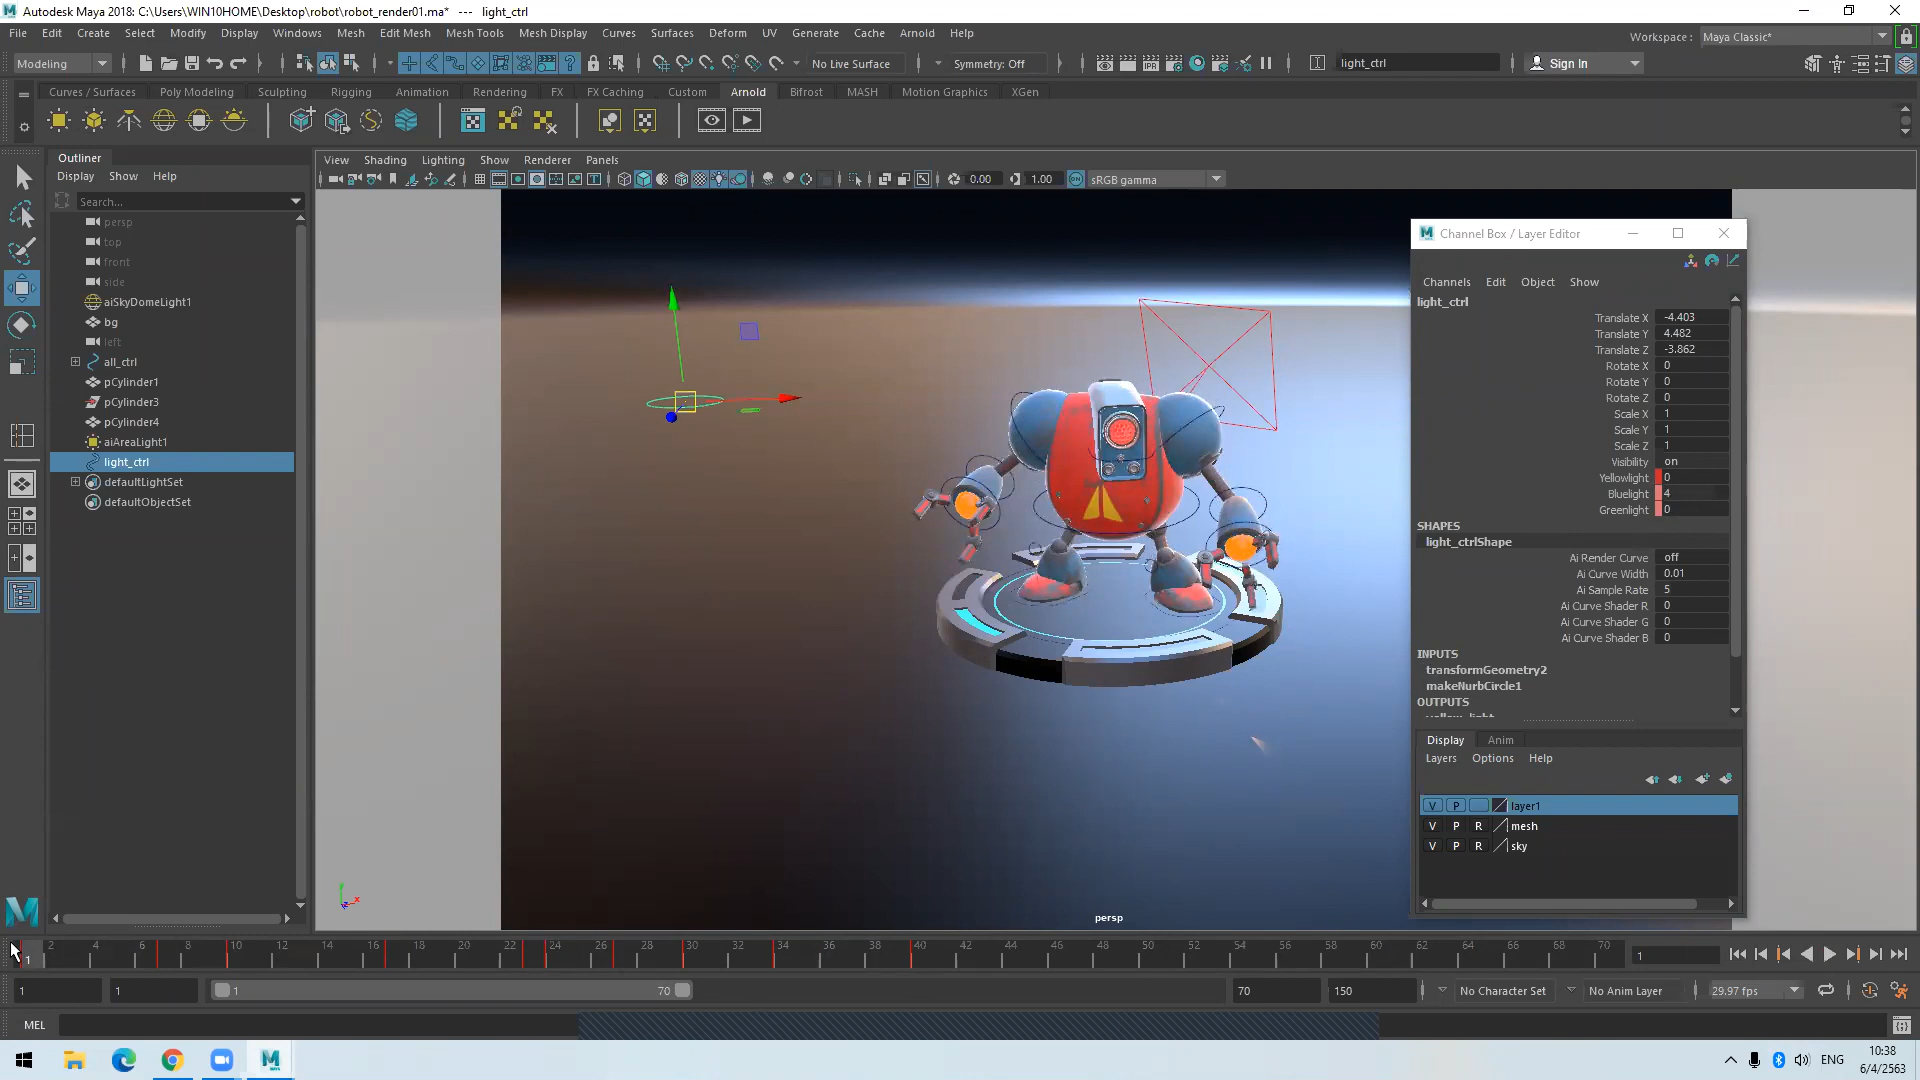 Autodesk Maya 2018: C:\Users\WIN10HOME\Desktop\robot\robot_render01.ma*   ---   light_ctrl
File Edit Create Select Modify Display Windows Mesh Edit Mesh Mesh Tools Mesh Display Curves Surfaces Deform UV Generate Cache Arnold Help
Workspace : Maya Classic*
Modeling No Live Surface Symmetry: Off light_ctrl Sign In
Curves / Surfaces Poly Modeling Sculpting Rigging Animation Rendering FX FX Caching Custom Arnold Bifrost MASH Motion Graphics XGen
Outliner
Display Show Help
Search...
persp
top
front
side
aiSkyDomeLight1
bg
left
all_ctrl
pCylinder1
pCylinder3
pCylinder4
aiAreaLight1
light_ctrl
defaultLightSet
defaultObjectSet
View Shading Lighting Show Renderer Panels
0.00 1.00 sRGB gamma
persp
Channel Box / Layer Editor
Channels Edit Object Show
light_ctrl
Translate X -4.403
Translate Y 4.482
Translate Z -3.862
Rotate X 0
Rotate Y 0
Rotate Z 0
Scale X 1
Scale Y 1
Scale Z 1
Visibility on
Yellowlight 0
Bluelight 4
Greenlight 0
SHAPES
light_ctrlShape
Ai Render Curve off
Ai Curve Width 0.01
Ai Sample Rate 5
Ai Curve Shader R 0
Ai Curve Shader G 0
Ai Curve Shader B 0
INPUTS
transformGeometry2
makeNurbCircle1
OUTPUTS
Display Anim
Layers Options Help
V P layer1
V P R mesh
V P R sky
2 4 6 8 10 12 14 16 18 20 22 24 26 28 30 32 34 36 38 40 42 44 46 48 50 52 54 56 58 60 62 64 66 68 70
1 1
1 1 1 70 70 150 No Character Set No Anim Layer 29.97 fps
MEL
ENG
10:38
6/4/2563